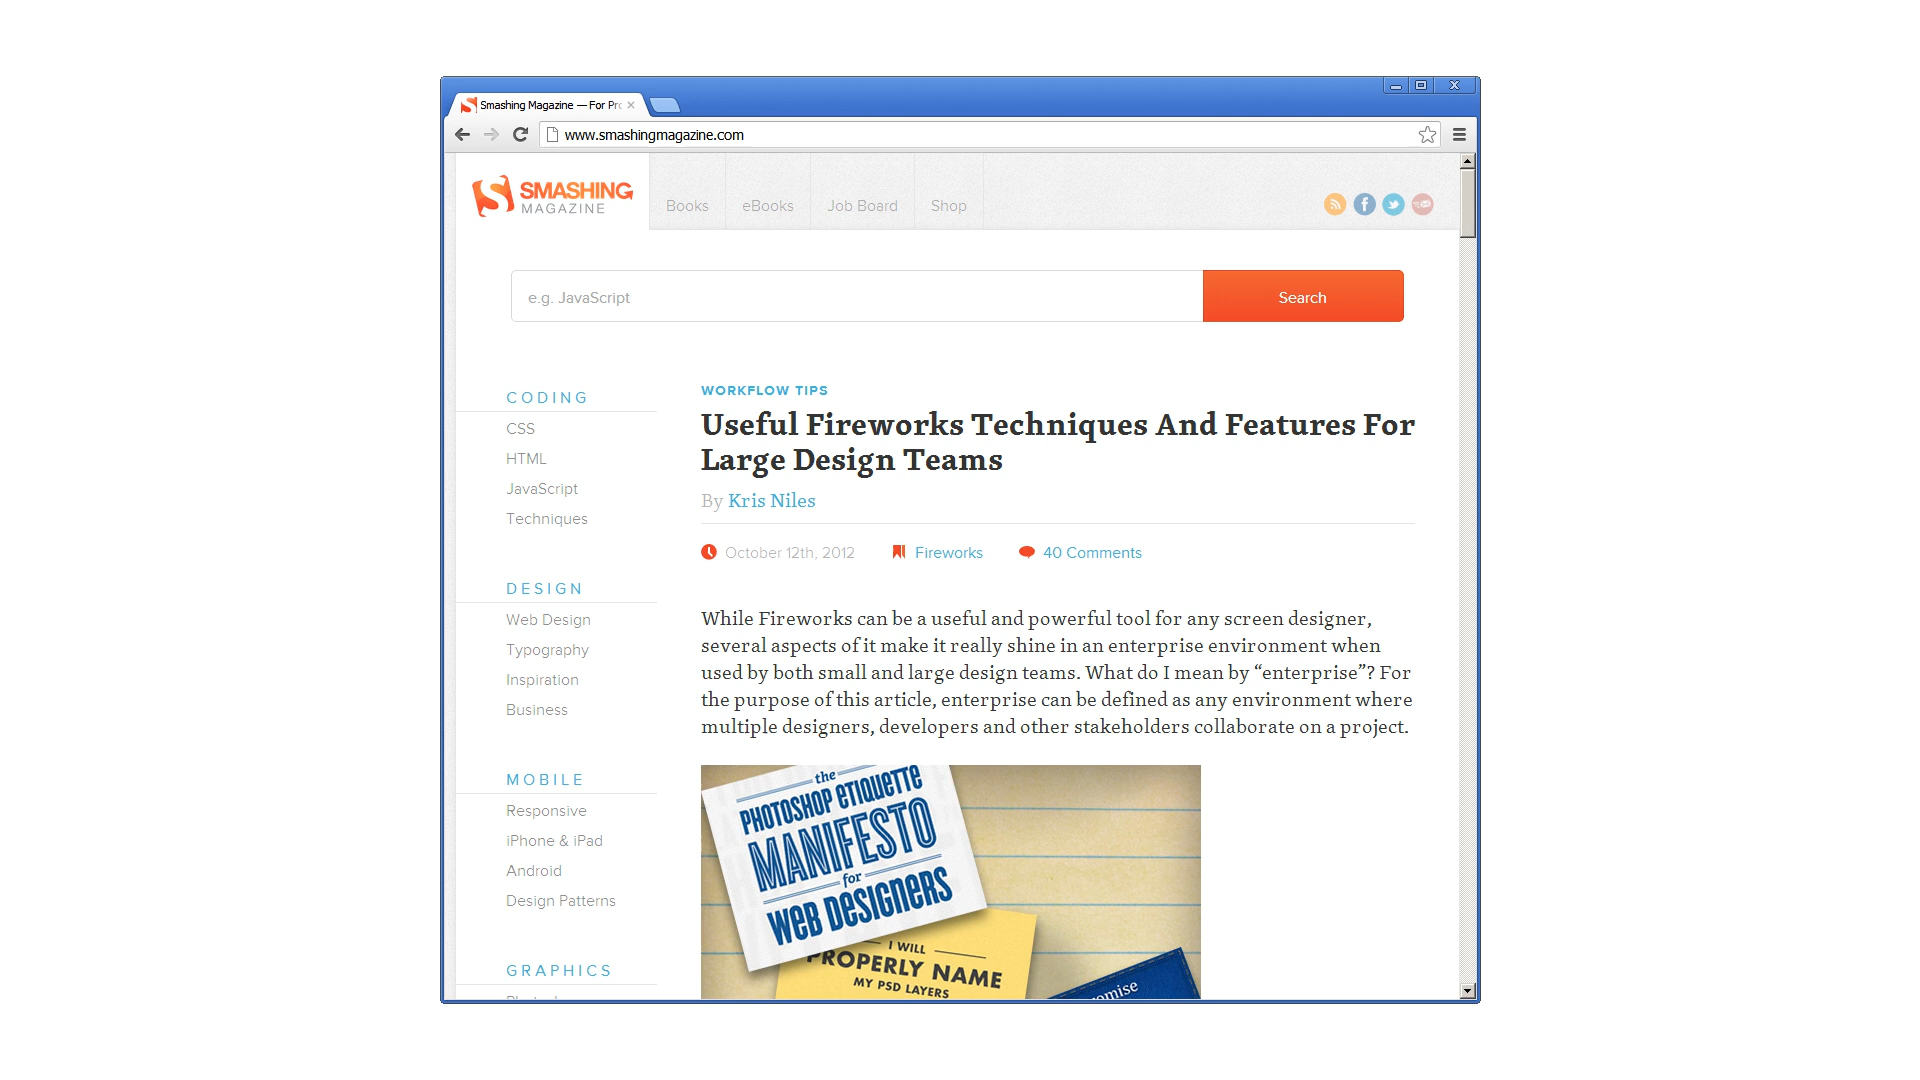 Smashing Magazine — For Pro
www.smashingmagazine.com
SMASHING
MAGAZINE
Books
eBooks
Job Board
Shop
e.g. JavaScript
Search
CODING
CSS
HTML
JavaScript
Techniques
DESIGN
Web Design
Typography
Inspiration
Business
MOBILE
Responsive
iPhone & iPad
Android
Design Patterns
GRAPHICS
WORKFLOW TIPS
Useful Fireworks Techniques And Features For
Large Design Teams
By Kris Niles
October 12th, 2012
Fireworks
40 Comments
While Fireworks can be a useful and powerful tool for any screen designer,
several aspects of it make it really shine in an enterprise environment when
used by both small and large design teams. What do I mean by “enterprise”? For
the purpose of this article, enterprise can be defined as any environment where
multiple designers, developers and other stakeholders collaborate on a project.
the
PHOTOSHOP ETIQUETTE
MANIFESTO
for
WEB DESIGNERS
I WILL
PROPERLY NAME
MY PSD LAYERS
omise